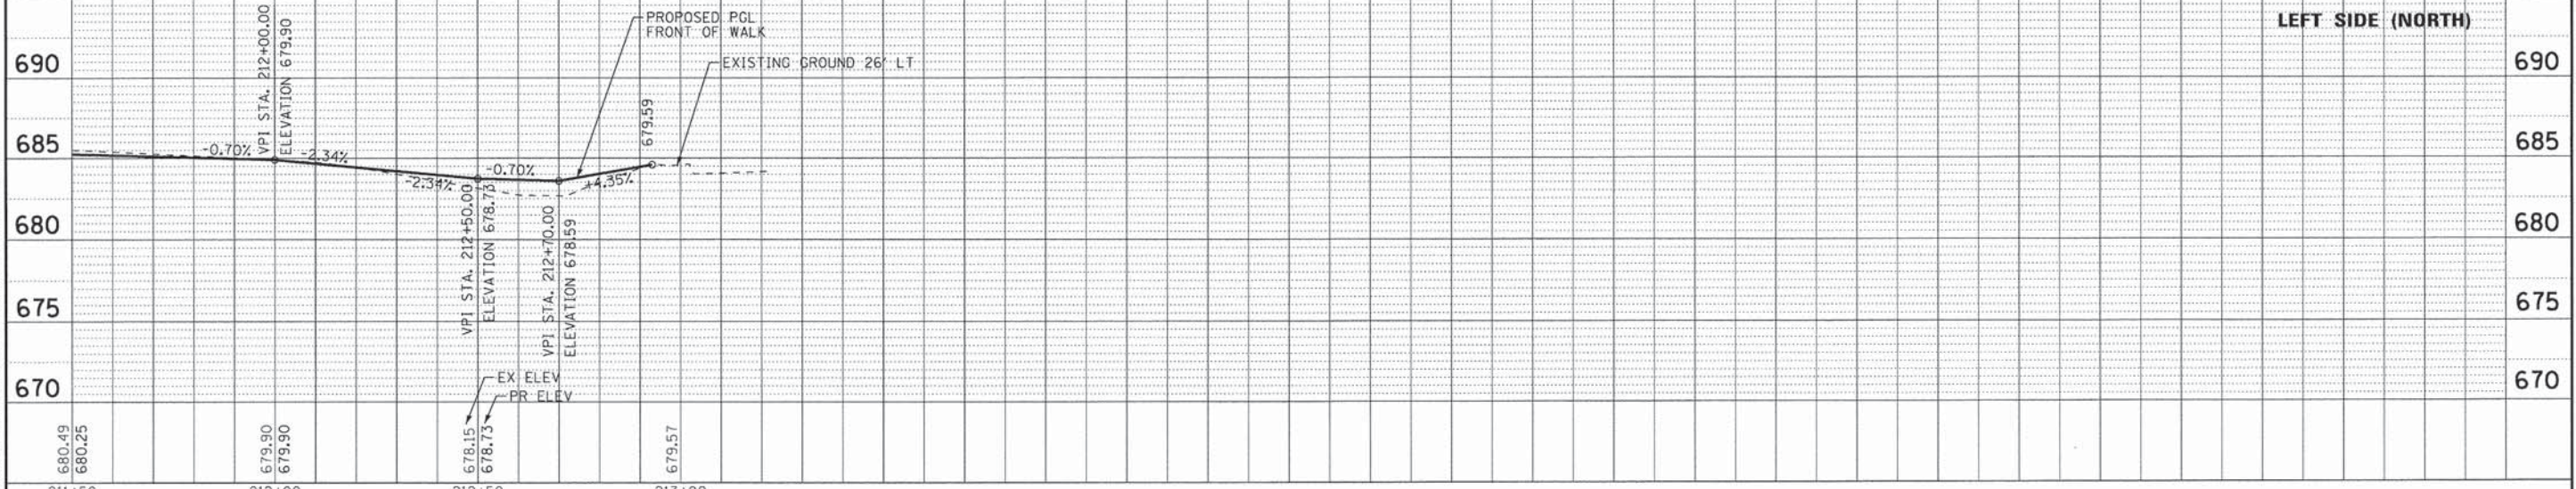 PROPOSED PGL
FRONT OF WALK
LEFT SIDE (NORTH)
VPI STA. 212+00.00
ELEVATION 679.90
EXISTING GROUND 26' LT
690
690
679.59
685
685
-0.70%
-2.34%
-0.70%
-2.34%
+4.35%
VPI STA. 212+50.00
ELEVATION 678.73
VPI STA. 212+70.00
ELEVATION 678.59
680
680
675
675
EX ELEV
PR ELEV
670
670
680.49
680.25
679.90
679.90
678.15
678.73
679.57